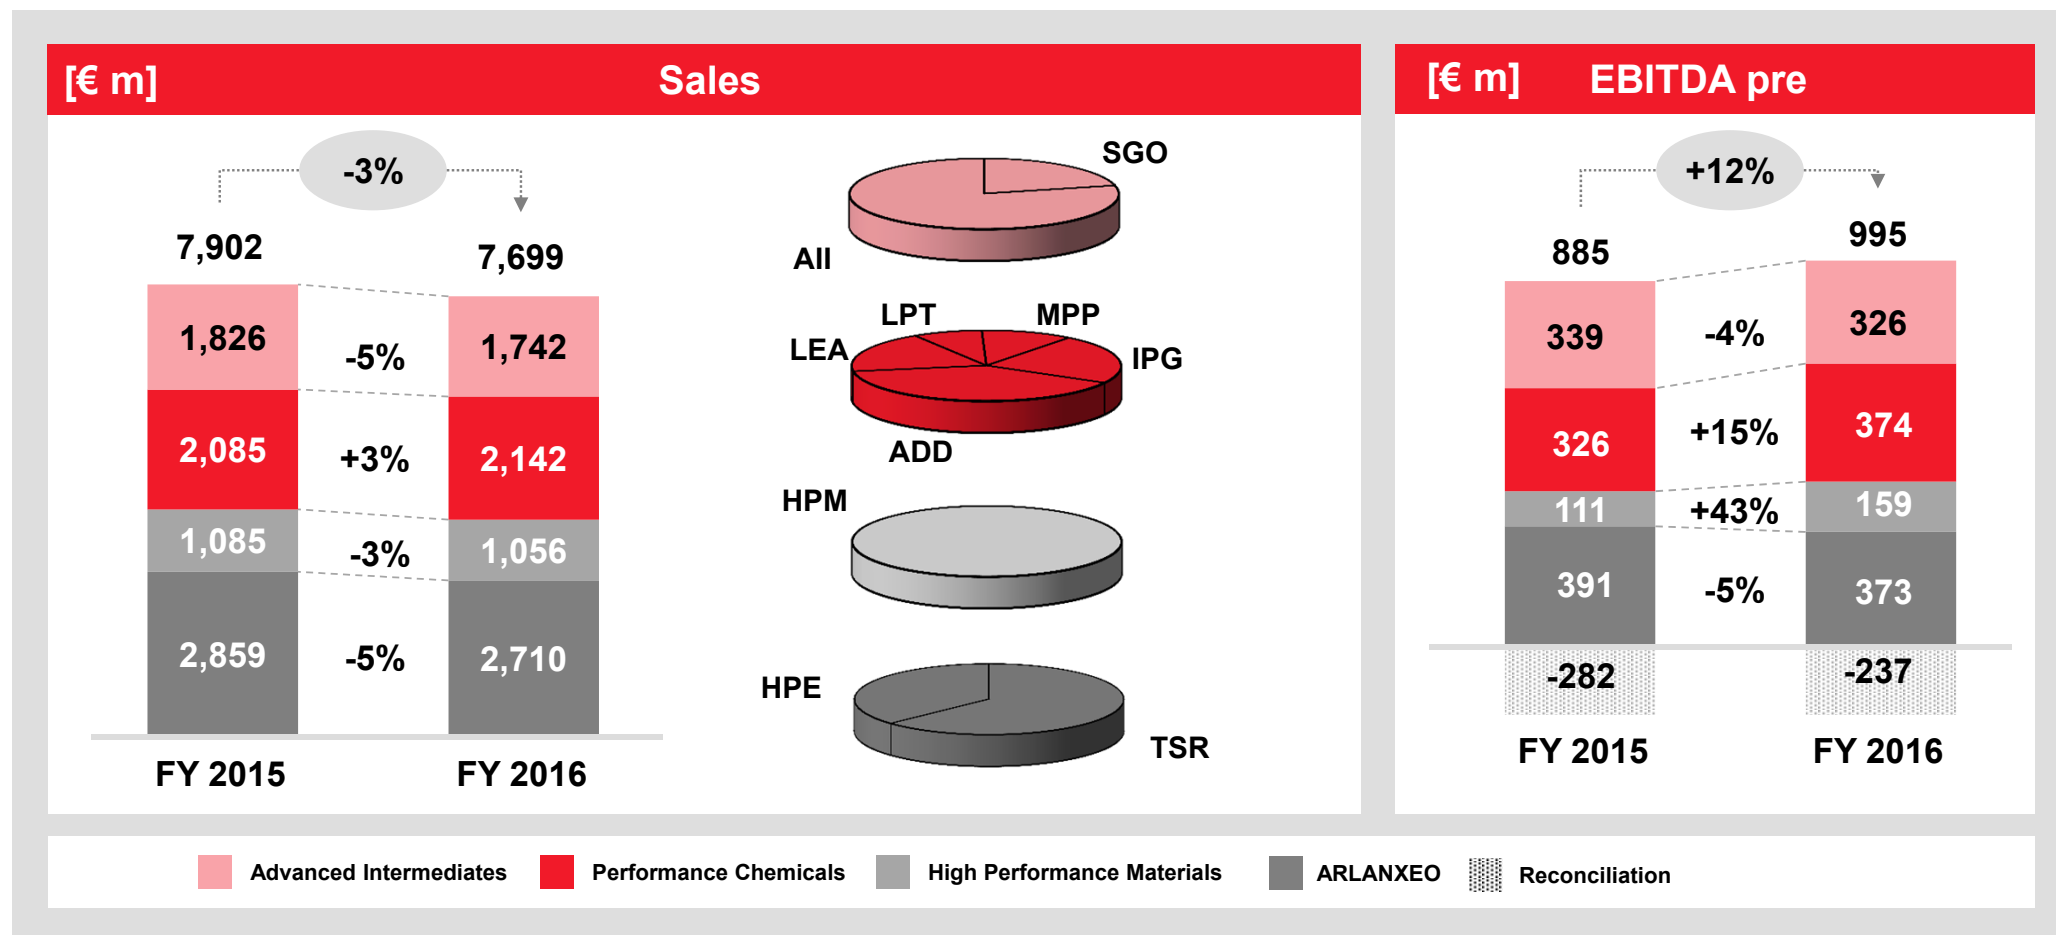 [€ m] Sales
-3%
7,902
7,699
1,826
-5%
1,742
2,085
+3%
2,142
1,085
-3%
1,056
2,859
-5%
2,710
FY 2015
FY 2016
SGO
AII
LPT
MPP
LEA
IPG
ADD
HPM
HPE
TSR
[€ m] EBITDA pre
+12%
885
995
339
-4%
326
326
+15%
374
111
+43%
159
391
-5%
373
-282
-237
FY 2015
FY 2016
Advanced Intermediates
Performance Chemicals
High Performance Materials
ARLANXEO
Reconciliation